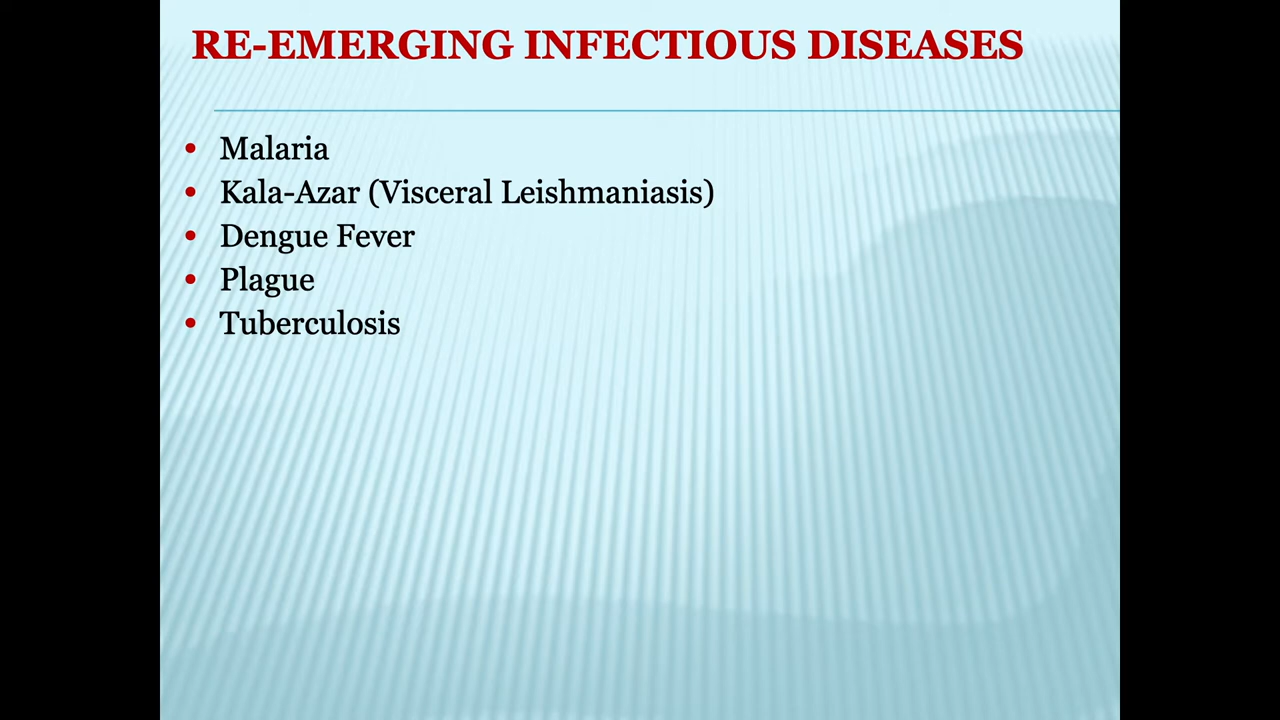 RE-EMERGING INFECTIOUS DISEASES
• Malaria
• Kala-Azar (Visceral Leishmaniasis)
• Dengue Fever
• Plague
• Tuberculosis